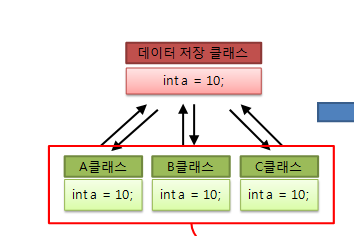 데이터 저장 클래스
int a = 10;
A클래스
B클래스
C클래스
int a = 10;
int a = 10;
int a = 10;